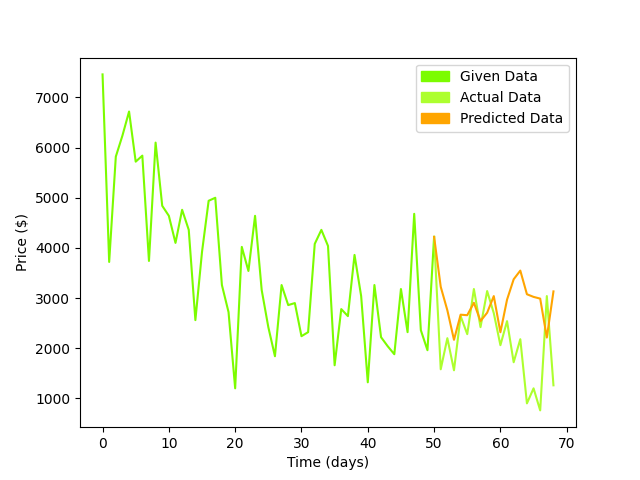 Given Data
Actual Data
Predicted Data
7000
6000
5000
4000
3000
2000
1000
Price ($)
0 10 20 30 40 50 60 70
Time (days)